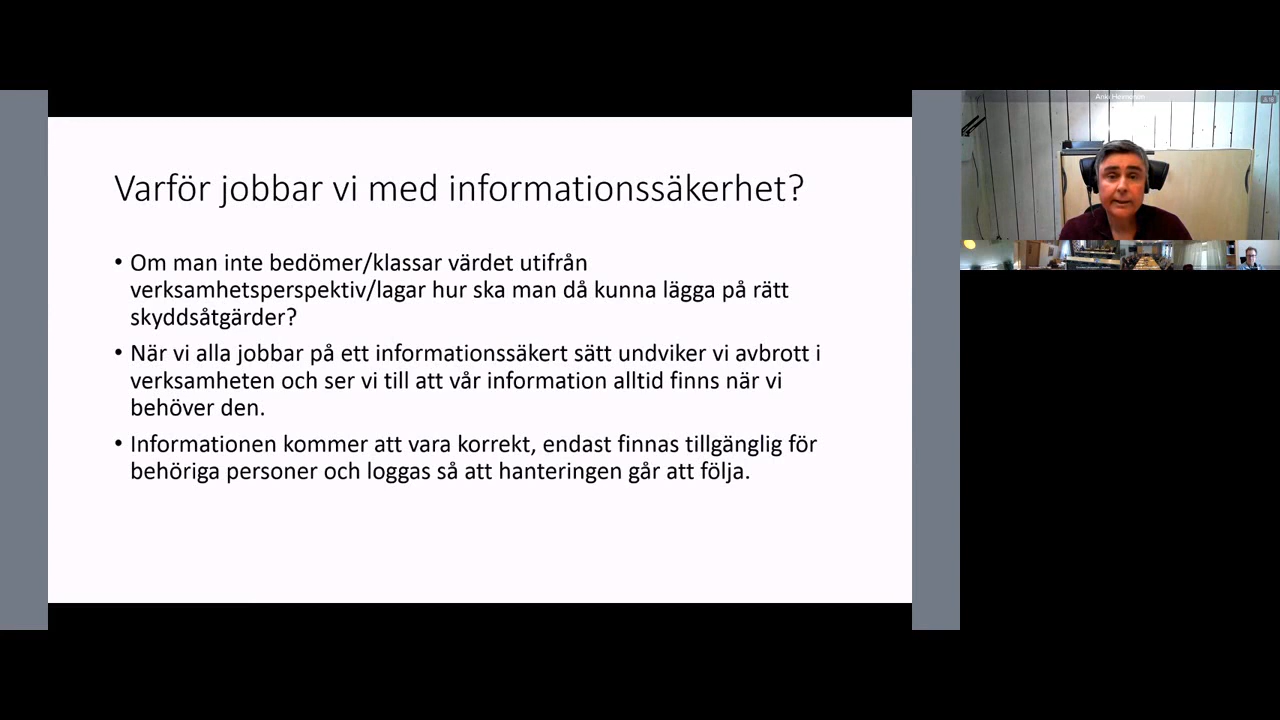 Varför jobbar vi med informationssäkerhet?
• Om man inte bedömer/klassar värdet utifrån
verksamhetsperspektiv/lagar hur ska man då kunna lägga på rätt
skyddsåtgärder?
• När vi alla jobbar på ett informationssäkert sätt undviker vi avbrott i
verksamheten och ser vi till att vår information alltid finns när vi
behöver den.
• Informationen kommer att vara korrekt, endast finnas tillgänglig för
behöriga personer och loggas så att hanteringen går att följa.